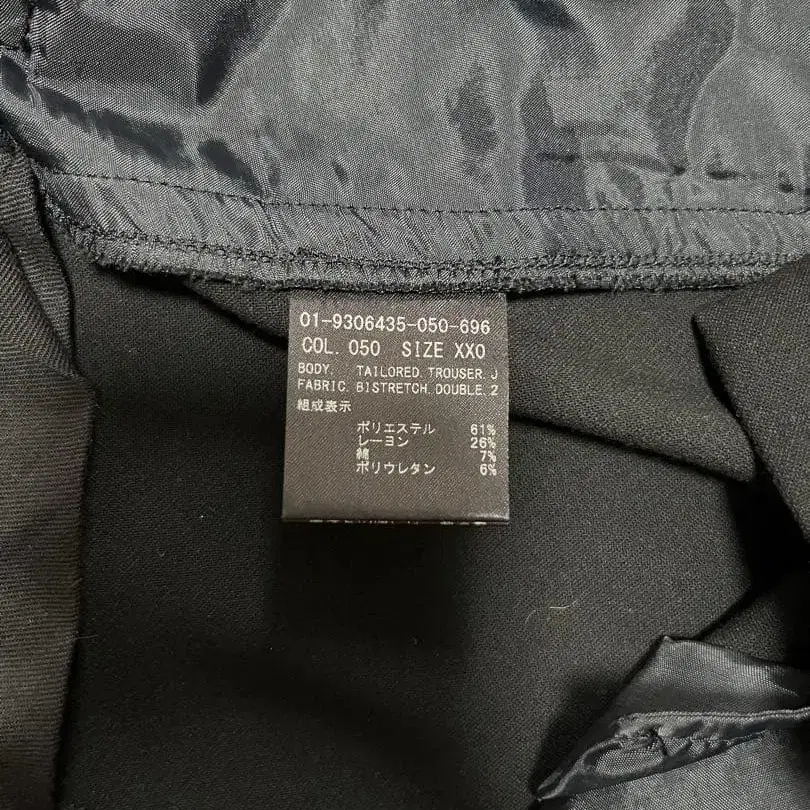 01-9306435-050-696
COL. 050 SIZE XXO
BODY. TAILORED.TROUSER.J
FABRIC. BISTRETCH.DOUBLE.2
組成表示
ポリエステル 61%
レーヨン 26%
綿 7%
ポリウレタン 6%